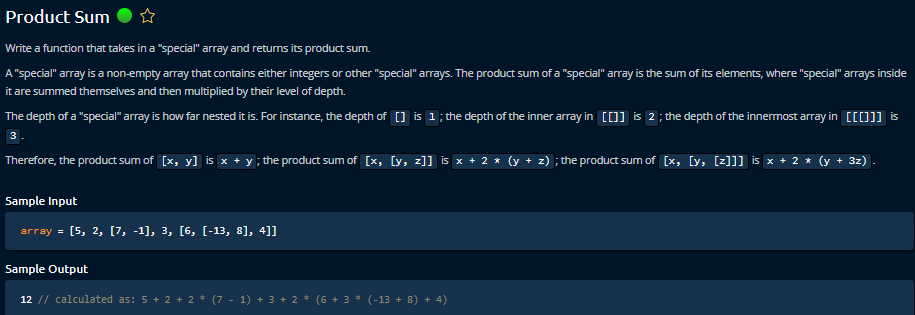 Product Sum
Write a function that takes in a "special" array and returns its product sum.
A "special" array is a non-empty array that contains either integers or other "special" arrays. The product sum of a "special" array is the sum of its elements, where "special" arrays inside
it are summed themselves and then multiplied by their level of depth.
The depth of a "special" array is how far nested it is. For instance, the depth of [] is 1 ; the depth of the inner array in [[]] is 2 ; the depth of the innermost array in [[[]]] is
3 .
Therefore, the product sum of [x, y] is x + y ; the product sum of [x, [y, z]] is x + 2 * (y + z) ; the product sum of [x, [y, [z]]] is x + 2 * (y + 3z) .
Sample Input
array = [5, 2, [7, -1], 3, [6, [-13, 8], 4]]
Sample Output
12 // calculated as: 5 + 2 + 2 * (7 - 1) + 3 + 2 * (6 + 3 * (-13 + 8) + 4)